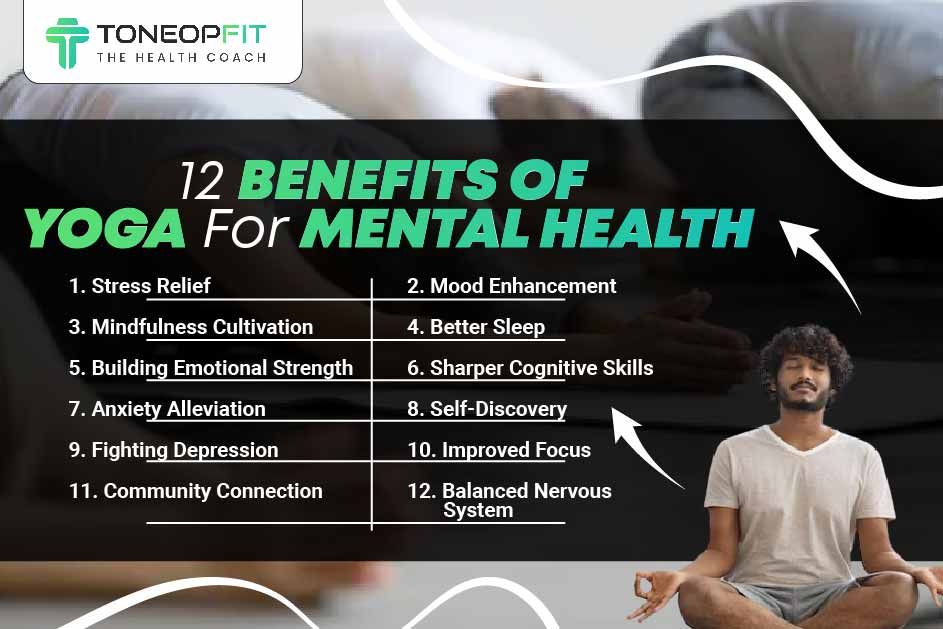 TONEOPFIT
THE HEALTH COACH
12 BENEFITS OF
YOGA For MENTAL HEALTH
1. Stress Relief
2. Mood Enhancement
3. Mindfulness Cultivation
4. Better Sleep
5. Building Emotional Strength
6. Sharper Cognitive Skills
7. Anxiety Alleviation
8. Self-Discovery
9. Fighting Depression
10. Improved Focus
11. Community Connection
12. Balanced Nervous
System